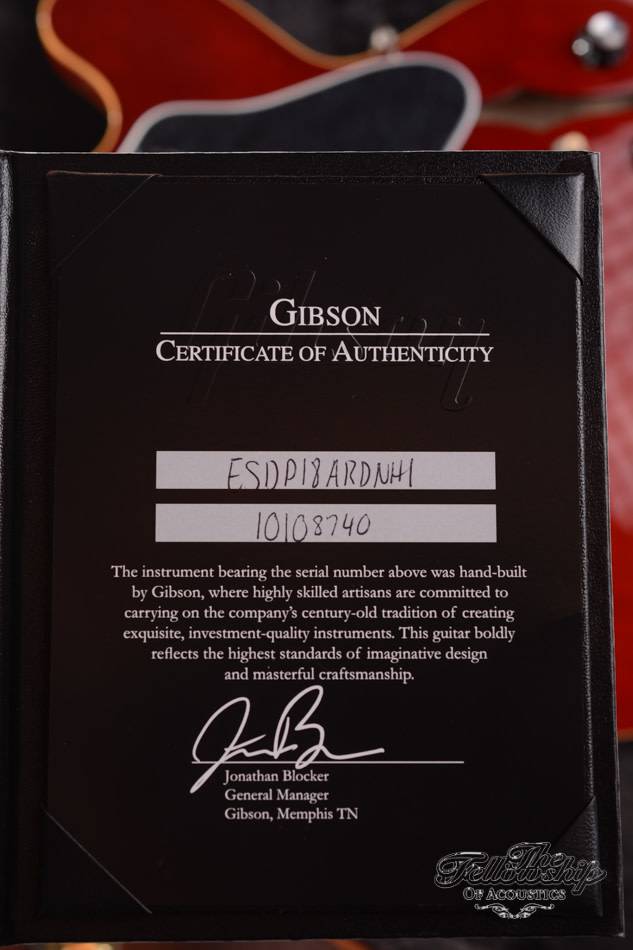 Gibson
GIBSON
CERTIFICATE OF AUTHENTICITY
ESDP18ARDNH1
10108740
The instrument bearing the serial number above was hand-built
by Gibson, where highly skilled artisans are committed to
carrying on the company's century-old tradition of creating
exquisite, investment-quality instruments. This guitar boldly
reflects the highest standards of imaginative design
and masterful craftsmanship.
Jonathan Blocker
General Manager
Gibson, Memphis TN
The
Fellowship
OF ACOUSTICS